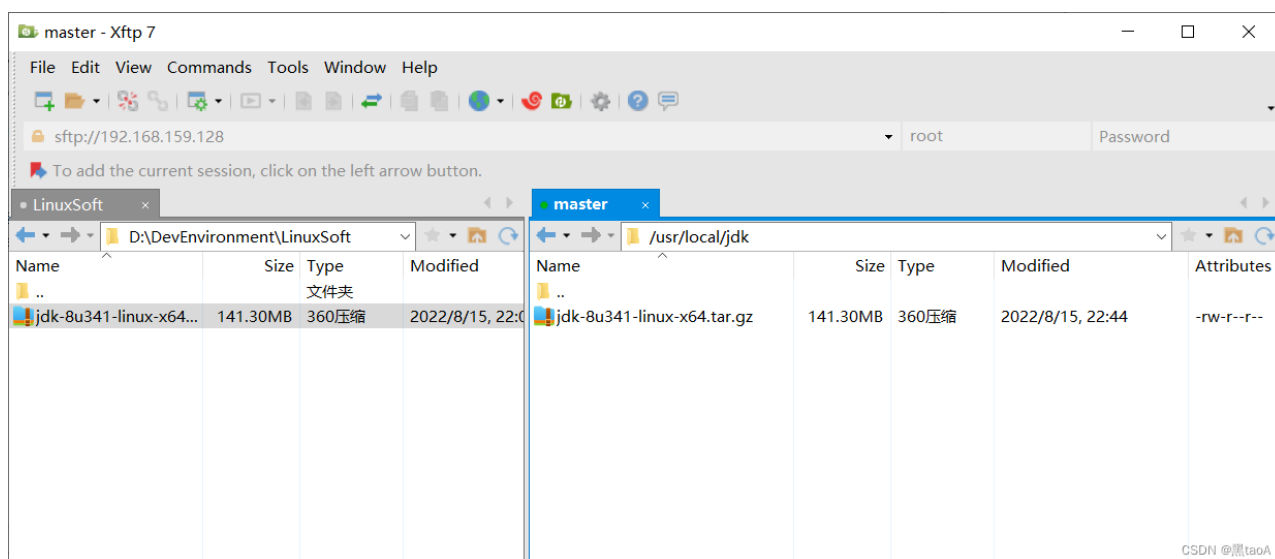 master - Xftp 7
File Edit View Commands Tools Window Help
sftp://192.168.159.128 root Password
To add the current session, click on the left arrow button.
LinuxSoft × master ×
D:\DevEnvironment\LinuxSoft /usr/local/jdk
Name Size Type Modified Name Size Type Modified Attributes
.. 文件夹 ..
jdk-8u341-linux-x64... 141.30MB 360压缩 2022/8/15, 22:0 jdk-8u341-linux-x64.tar.gz 141.30MB 360压缩 2022/8/15, 22:44 -rw-r--r--
CSDN @黑taoA